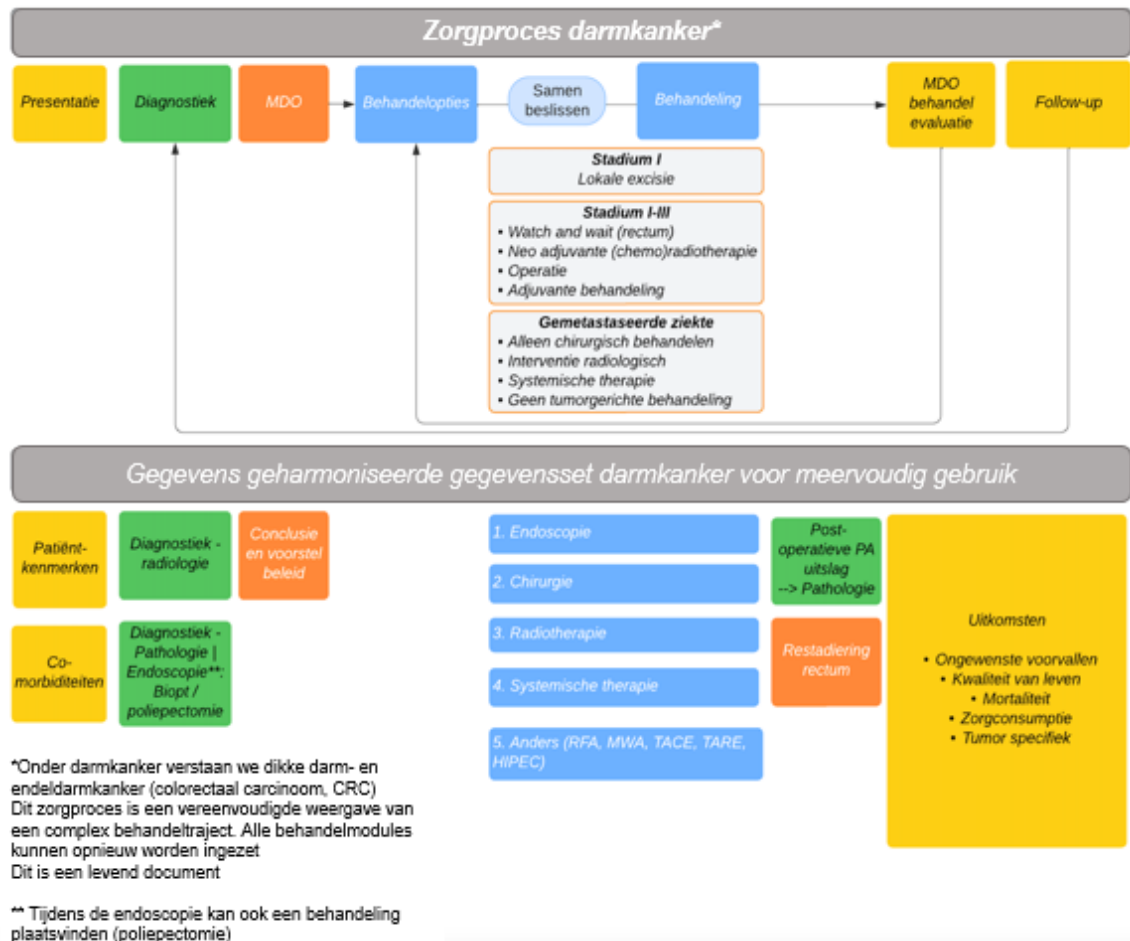 Zorgproces darmkanker*
Presentatie
Diagnostiek
MDO
Behandelopties
Samen
beslissen
Behandeling
MDO
behandel
evaluatie
Follow-up
Stadium I
Lokale excisie
Stadium I-III
• Watch and wait (rectum)
• Neo adjuvante (chemo)radiotherapie
• Operatie
• Adjuvante behandeling
Gemetastaseerde ziekte
• Alleen chirurgisch behandelen
• Interventie radiologisch
• Systemische therapie
• Geen tumorgerichte behandeling
Gegevens geharmoniseerde gegevensset darmkanker voor meervoudig gebruik
Patiënt-
kenmerken
Diagnostiek -
radiologie
Conclusie
en voorstel
beleid
Co-
morbiditeiten
Diagnostiek -
Pathologie |
Endoscopie**:
Biopt /
poliepectomie
1. Endoscopie
2. Chirurgie
3. Radiotherapie
4. Systemische therapie
5. Anders (RFA, MWA, TACE, TARE,
HIPEC)
Post-
operatieve PA
uitslag
--> Pathologie
Restadiering
rectum
Uitkomsten
• Ongewenste voorvallen
• Kwaliteit van leven
• Mortaliteit
• Zorgconsumptie
• Tumor specifiek
*Onder darmkanker verstaan we dikke darm- en
endeldarmkanker (colorectaal carcinoom, CRC)
Dit zorgproces is een vereenvoudigde weergave van
een complex behandeltraject. Alle behandelmodules
kunnen opnieuw worden ingezet
Dit is een levend document
** Tijdens de endoscopie kan ook een behandeling
plaatsvinden (poliepectomie)